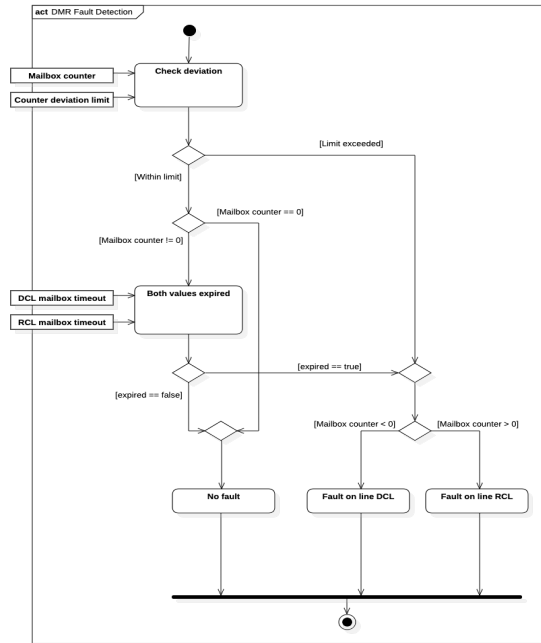 act DMR Fault Detection
Mailbox counter
Check deviation
Counter deviation limit
[Limit exceeded]
[Within limit]
[Mailbox counter == 0]
[Mailbox counter != 0]
DCL mailbox timeout
Both values expired
RCL mailbox timeout
[expired == true]
[expired == false]
[Mailbox counter < 0]
[Mailbox counter > 0]
No fault
Fault on line DCL
Fault on line RCL